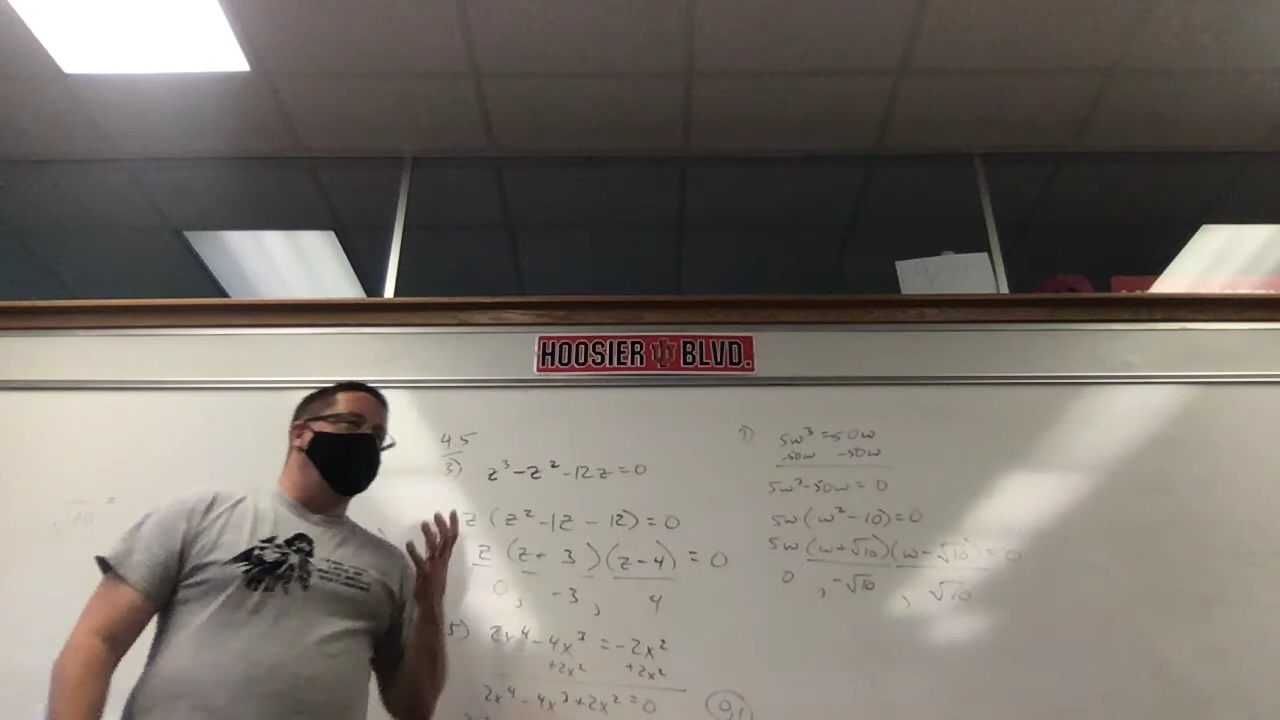 HOOSIER BLVD.
45
3) z³-z²-12z=0
z(z²-1z-12)=0
z(z+3)(z-4)=0
0, -3, 4
5) 2x⁴-4x³=-2x²
+2x² +2x²
2x⁴-4x³+2x²=0
0,1
5w³=50w
-50w -50w
5w³-50w=0
5w(w²-10)=0
5w(w+√10)(w-√10)=0
0, -√10, √10